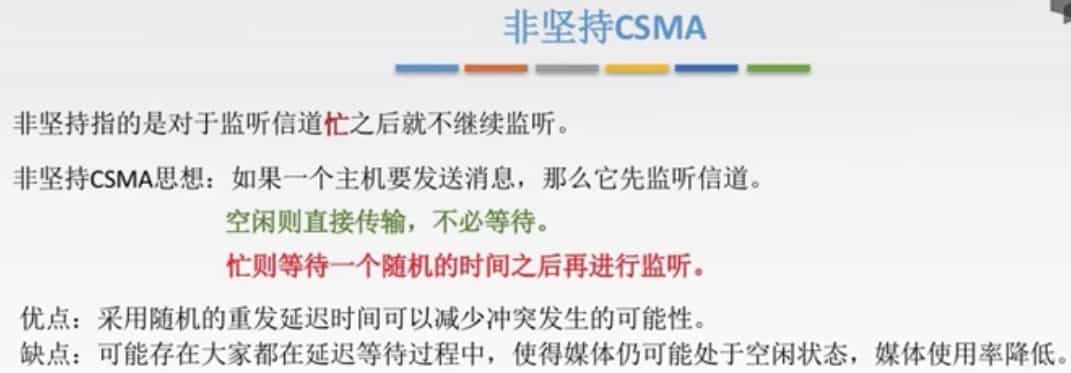 非坚持CSMA
非坚持指的是对于监听信道忙之后就不继续监听。
非坚持CSMA思想：如果一个主机要发送消息，那么它先监听信道。
空闲则直接传输，不必等待。
忙则等待一个随机的时间之后再进行监听。
优点：采用随机的重发延迟时间可以减少冲突发生的可能性。
缺点：可能存在大家都在延迟等待过程中，使得媒体仍可能处于空闲状态，媒体使用率降低。